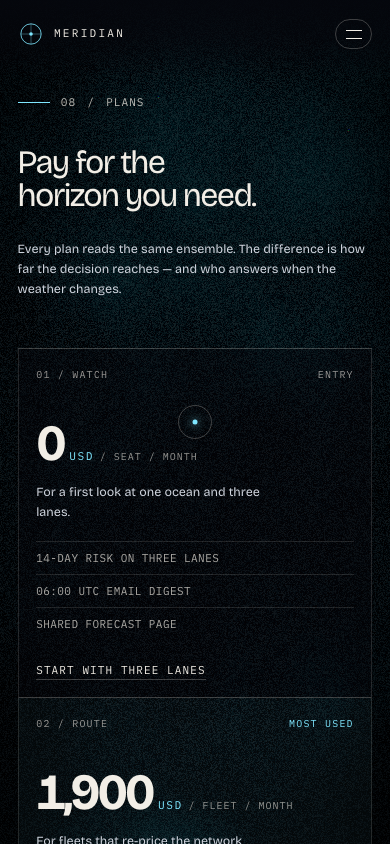 MERIDIAN
08 / PLANS
Pay for the
horizon you need.
Every plan reads the same ensemble. The difference is how
far the decision reaches — and who answers when the
weather changes.
01 / WATCH ENTRY
0 USD / SEAT / MONTH
For a first look at one ocean and three
lanes.
14-DAY RISK ON THREE LANES
06:00 UTC EMAIL DIGEST
SHARED FORECAST PAGE
START WITH THREE LANES
02 / ROUTE MOST USED
1,900 USD / FLEET / MONTH
For fleets that re-price the network